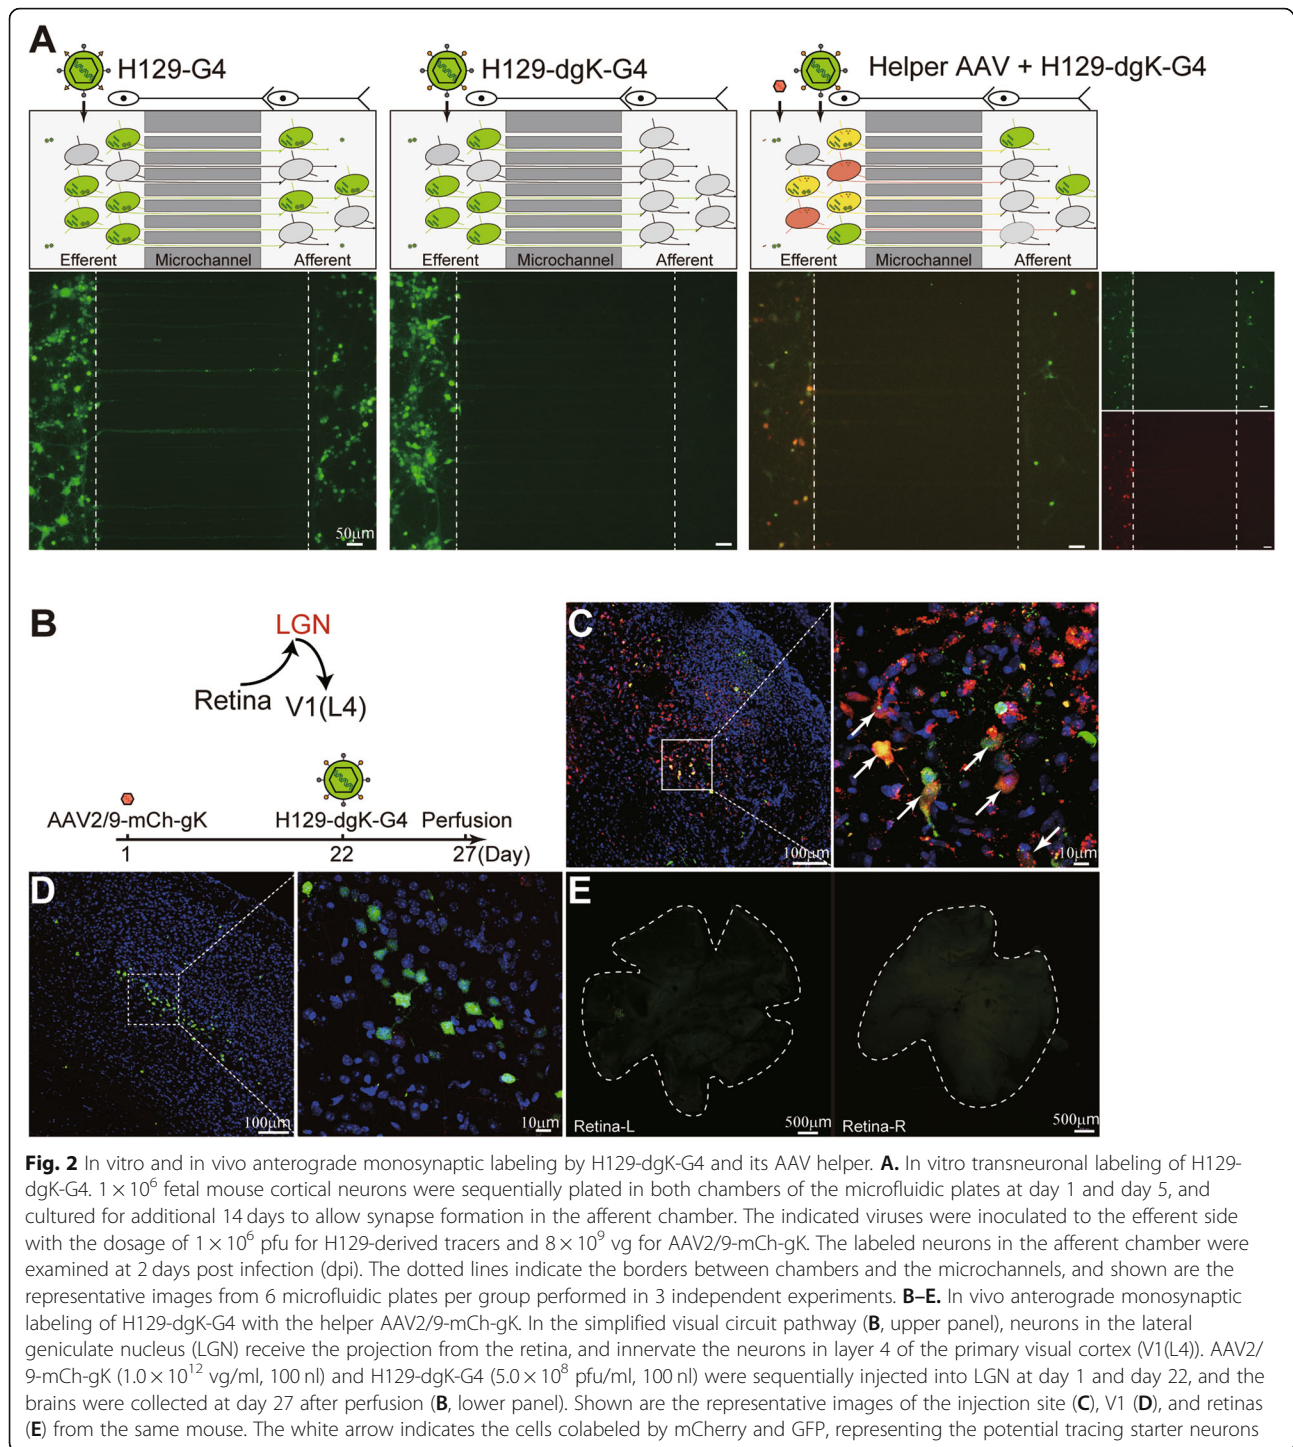 A
H129-G4
H129-dgK-G4
Helper AAV + H129-dgK-G4
Efferent Microchannel Afferent
Efferent Microchannel Afferent
Efferent Microchannel Afferent
50μm
B
LGN
Retina V1(L4)
AAV2/9-mCh-gK H129-dgK-G4 Perfusion
1 22 27(Day)
C
100μm
10μm
D
100μm
10μm
E
Retina-L 500μm
Retina-R 500μm
Fig. 2 In vitro and in vivo anterograde monosynaptic labeling by H129-dgK-G4 and its AAV helper. A. In vitro transneuronal labeling of H129-
dgK-G4. 1 × 10⁶ fetal mouse cortical neurons were sequentially plated in both chambers of the microfluidic plates at day 1 and day 5, and
cultured for additional 14 days to allow synapse formation in the afferent chamber. The indicated viruses were inoculated to the efferent side
with the dosage of 1 × 10⁶ pfu for H129-derived tracers and 8 × 10⁹ vg for AAV2/9-mCh-gK. The labeled neurons in the afferent chamber were
examined at 2 days post infection (dpi). The dotted lines indicate the borders between chambers and the microchannels, and shown are the
representative images from 6 microfluidic plates per group performed in 3 independent experiments. B–E. In vivo anterograde monosynaptic
labeling of H129-dgK-G4 with the helper AAV2/9-mCh-gK. In the simplified visual circuit pathway (B, upper panel), neurons in the lateral
geniculate nucleus (LGN) receive the projection from the retina, and innervate the neurons in layer 4 of the primary visual cortex (V1(L4)). AAV2/
9-mCh-gK (1.0 × 10¹² vg/ml, 100 nl) and H129-dgK-G4 (5.0 × 10⁸ pfu/ml, 100 nl) were sequentially injected into LGN at day 1 and day 22, and the
brains were collected at day 27 after perfusion (B, lower panel). Shown are the representative images of the injection site (C), V1 (D), and retinas
(E) from the same mouse. The white arrow indicates the cells colabeled by mCherry and GFP, representing the potential tracing starter neurons